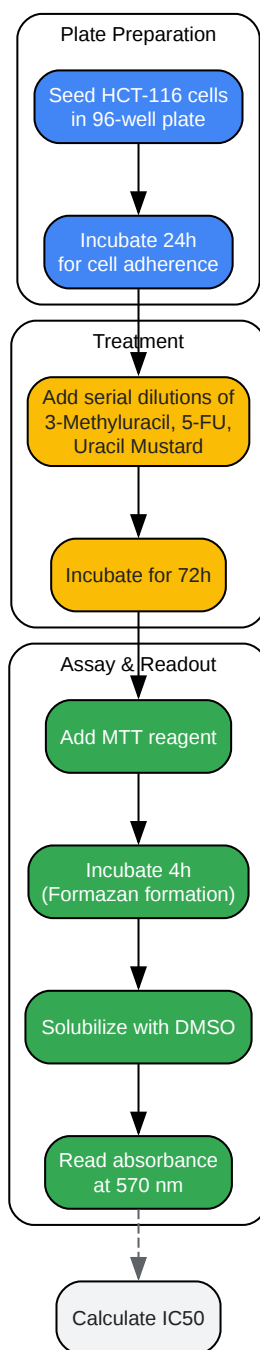 Plate Preparation
Seed HCT-116 cells
in 96-well plate
Incubate 24h
for cell adherence
Treatment
Add serial dilutions of
3-Methyluracil, 5-FU,
Uracil Mustard
Incubate for 72h
Assay & Readout
Add MTT reagent
Incubate 4h
(Formazan formation)
Solubilize with DMSO
Read absorbance
at 570 nm
Calculate IC50